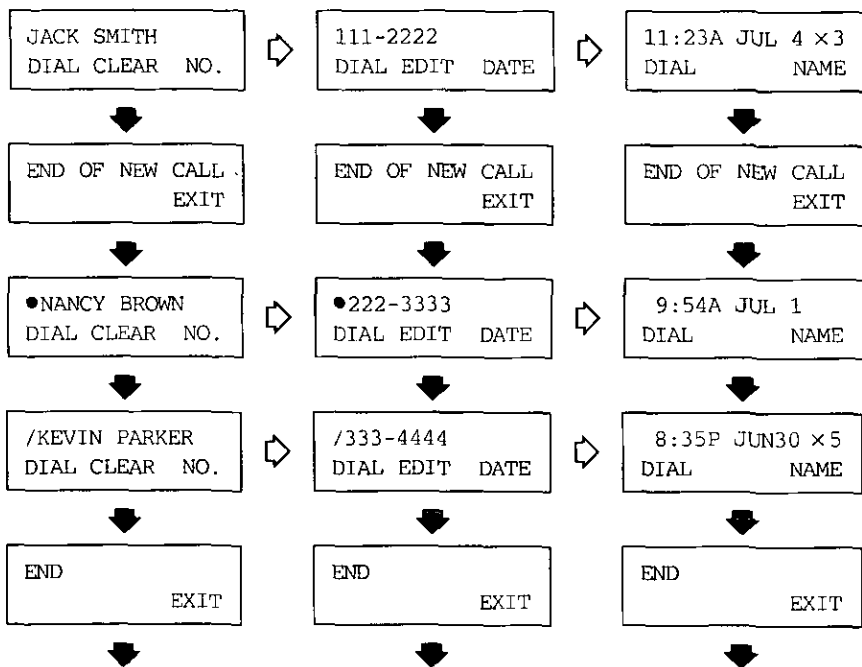 JACK SMITH
DIAL CLEAR NO.
111-2222
DIAL EDIT DATE
11:23A JUL 4 ×3
DIAL NAME
END OF NEW CALL
EXIT
END OF NEW CALL
EXIT
END OF NEW CALL
EXIT
●NANCY BROWN
DIAL CLEAR NO.
●222-3333
DIAL EDIT DATE
9:54A JUL 1
DIAL NAME
/KEVIN PARKER
DIAL CLEAR NO.
/333-4444
DIAL EDIT DATE
8:35P JUN30 ×5
DIAL NAME
END
EXIT
END
EXIT
END
EXIT